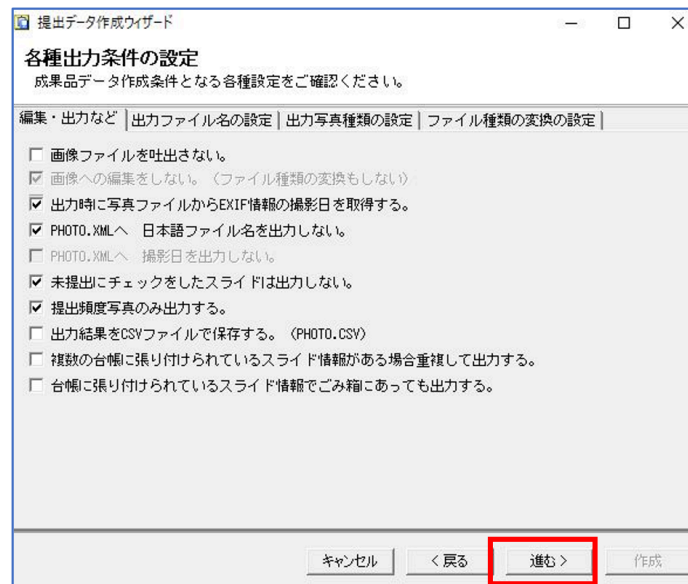 提出データ作成ウィザード
各種出力条件の設定
成果品データ作成条件となる各種設定をご確認ください。
編集・出力など 出力ファイル名の設定 出力写真種類の設定 ファイル種類の変換の設定
画像ファイルを吐出さない。
画像への編集をしない。（ファイル種類の変換もしない）
出力時に写真ファイルからEXIF情報の撮影日を取得する。
PHOTO.XMLへ 日本語ファイル名を出力しない。
PHOTO.XMLへ 撮影日を出力しない。
未提出にチェックをしたスライドは出力しない。
提出頻度写真のみ出力する。
出力結果をCSVファイルで保存する。（PHOTO.CSV）
複数の台帳に張り付けられているスライド情報がある場合重複して出力する。
台帳に張り付けられているスライド情報でごみ箱にあっても出力する。
キャンセル ＜戻る 進む＞ 作成